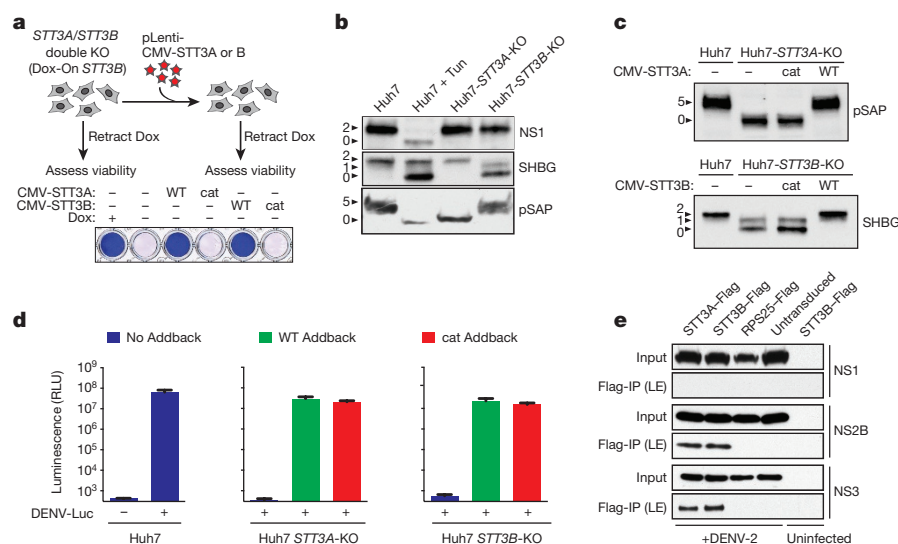 a
STT3A/STT3B
double KO
(Dox-On STT3B)
pLenti-
CMV-STT3A or B
Retract Dox
Retract Dox
Assess viability
Assess viability
CMV-STT3A: – – WT cat – –
CMV-STT3B: – – – – WT cat
Dox: + – – – – –
b
Huh7
Huh7 + Tun
Huh7-STT3A-KO
Huh7-STT3B-KO
2
0
NS1
2
1
0
SHBG
5
0
pSAP
c
Huh7 Huh7-STT3A-KO
CMV-STT3A: – – cat WT
5
0
pSAP
Huh7 Huh7-STT3B-KO
CMV-STT3B: – – cat WT
2
1
0
SHBG
d
No Addback WT Addback cat Addback
Luminescence (RLU)
10⁹
10⁸
10⁷
10⁶
10⁵
10⁴
10³
DENV-Luc – + + + + + + +
Huh7 Huh7 STT3A-KO Huh7 STT3B-KO
e
STT3A–Flag
STT3B–Flag
RPS25–Flag
Untransduced
STT3B–Flag
Input
Flag-IP (LE)
NS1
Input
Flag-IP (LE)
NS2B
Input
Flag-IP (LE)
NS3
+DENV-2 Uninfected